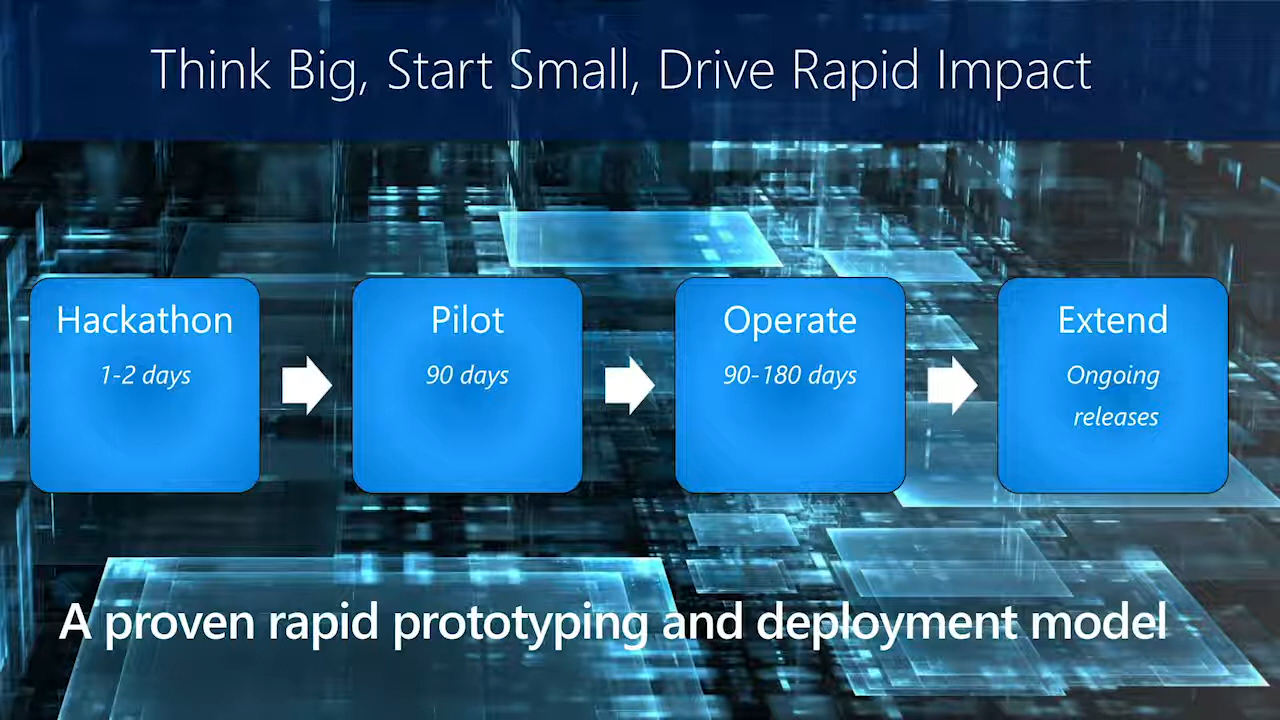 Think Big, Start Small, Drive Rapid Impact
Hackathon
1-2 days
Pilot
90 days
Operate
90-180 days
Extend
Ongoing
releases
A proven rapid prototyping and deployment model